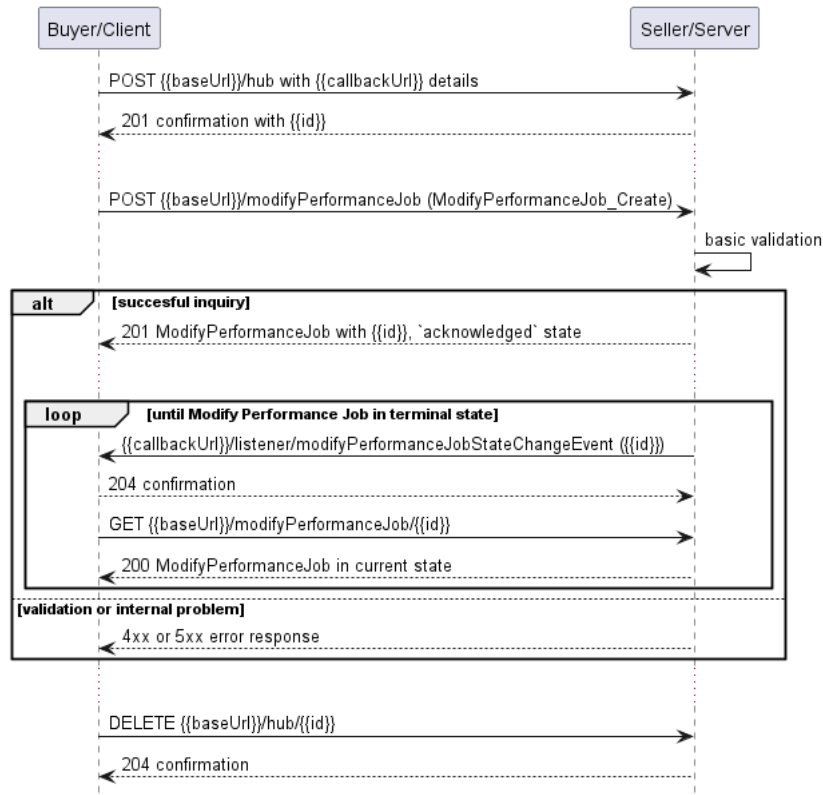 Buyer/Client
Seller/Server
POST {{baseUrl}}/hub with {{callbackUrl}} details
201 confirmation with {{id}}
POST {{baseUrl}}/modifyPerformanceJob (ModifyPerformanceJob_Create)
basic validation
alt
[succesful inquiry]
201 ModifyPerformanceJob with {{id}}, `acknowledged` state
loop
[until Modify Performance Job in terminal state]
{{callbackUrl}}/listener/modifyPerformanceJobStateChangeEvent ({{id}})
204 confirmation
GET {{baseUrl}}/modifyPerformanceJob/{{id}}
200 ModifyPerformanceJob in current state
[validation or internal problem]
4xx or 5xx error response
DELETE {{baseUrl}}/hub/{{id}}
204 confirmation